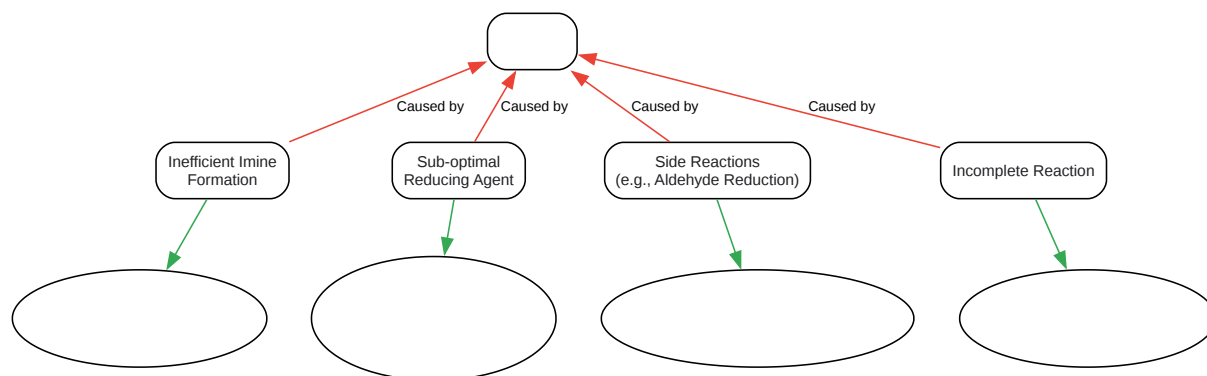 Caused by
Caused by
Caused by
Caused by
Inefficient Imine
Formation
Sub-optimal
Reducing Agent
Side Reactions
(e.g., Aldehyde Reduction)
Incomplete Reaction